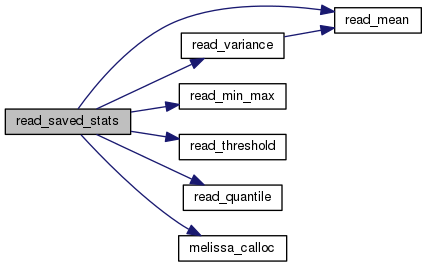 read_mean
read_variance
read_min_max
read_saved_stats
read_threshold
read_quantile
melissa_calloc